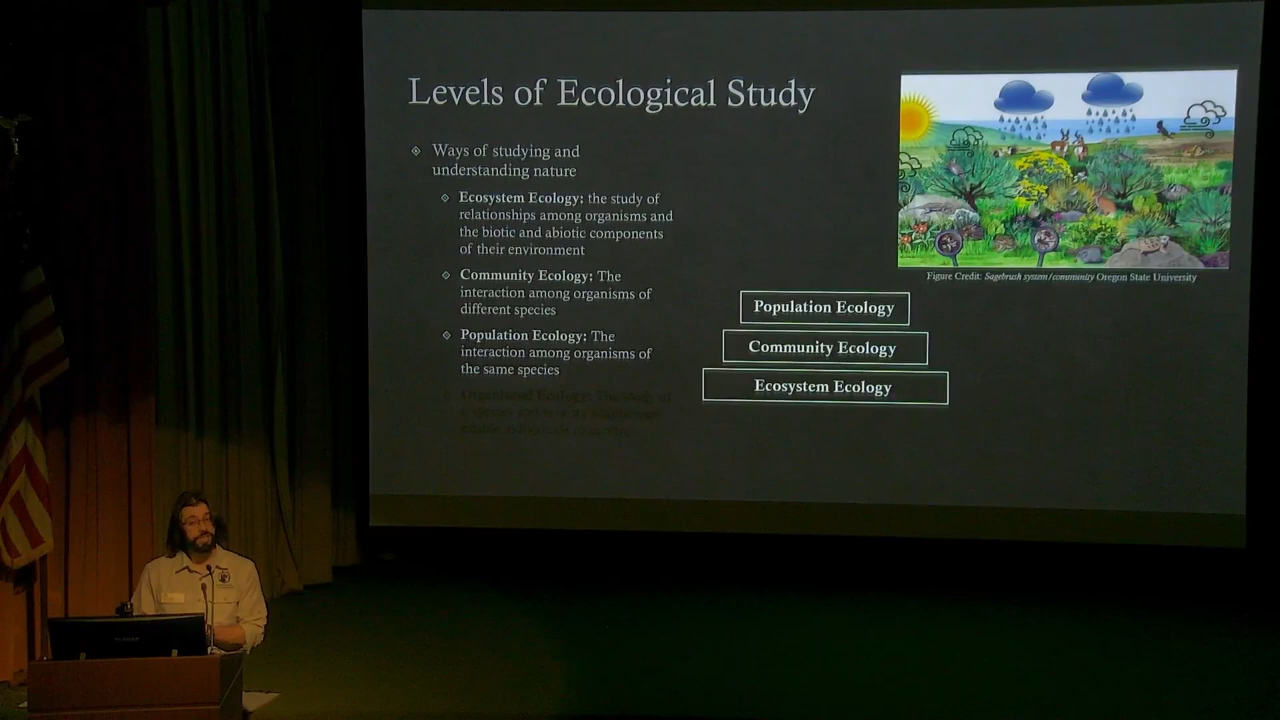 Levels of Ecological Study
Ways of studying and
understanding nature
Ecosystem Ecology: the study of
relationships among organisms and
the biotic and abiotic components
of their environment
Community Ecology: The
interaction among organisms of
different species
Population Ecology: The
interaction among organisms of
the same species
Figure Credit: Sagebrush system/community Oregon State University
Population Ecology
Community Ecology
Ecosystem Ecology